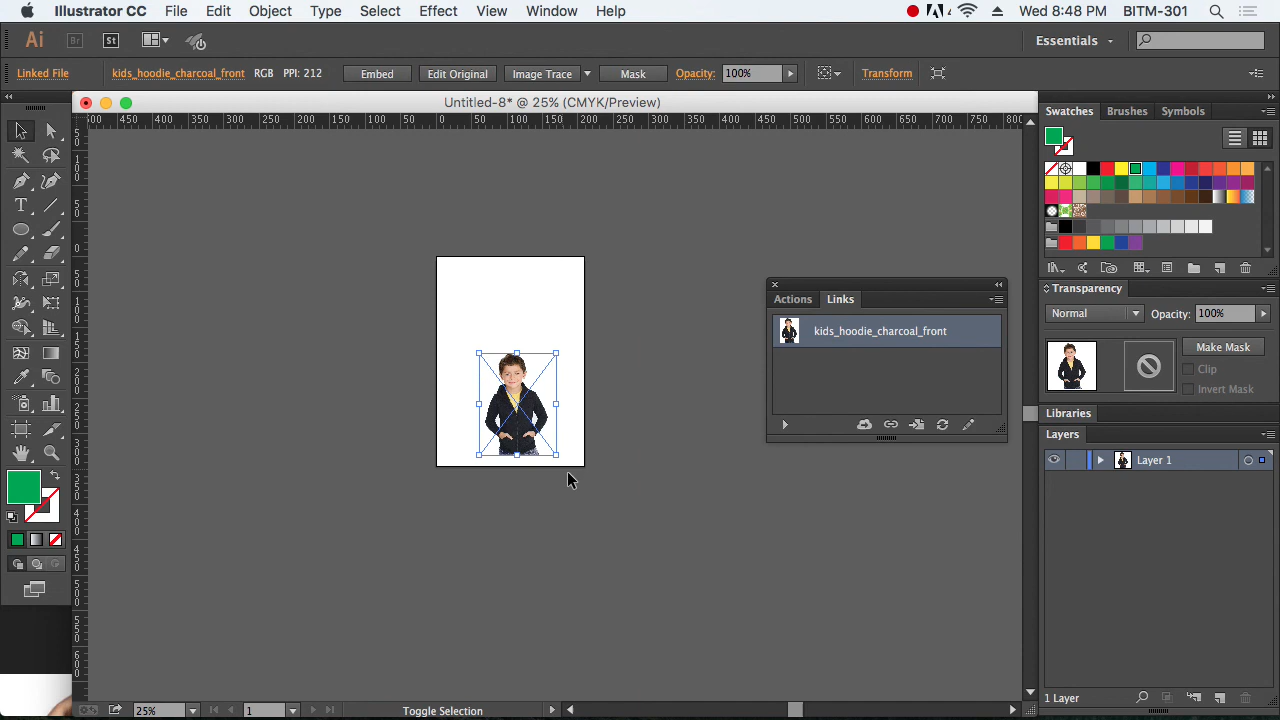 Illustrator CC File Edit Object Type Select Effect View Window Help Wed 8:48 PM BITM-301
Ai Br St Essentials
Linked File kids_hoodie_charcoal_front RGB PPI: 212 Embed Edit Original Image Trace Mask Opacity: 100% Transform
Untitled-8* @ 25% (CMYK/Preview)
Swatches Brushes Symbols
450 400 350 300 250 200 150 100 50 0 50 100 150 200 250 300 350 400 450 500 550 600 650 700 750 800
Actions Links
kids_hoodie_charcoal_front
Transparency
Normal Opacity: 100%
Make Mask
Clip
Invert Mask
Libraries
Layers
Layer 1
1 Layer
25% 1 Toggle Selection